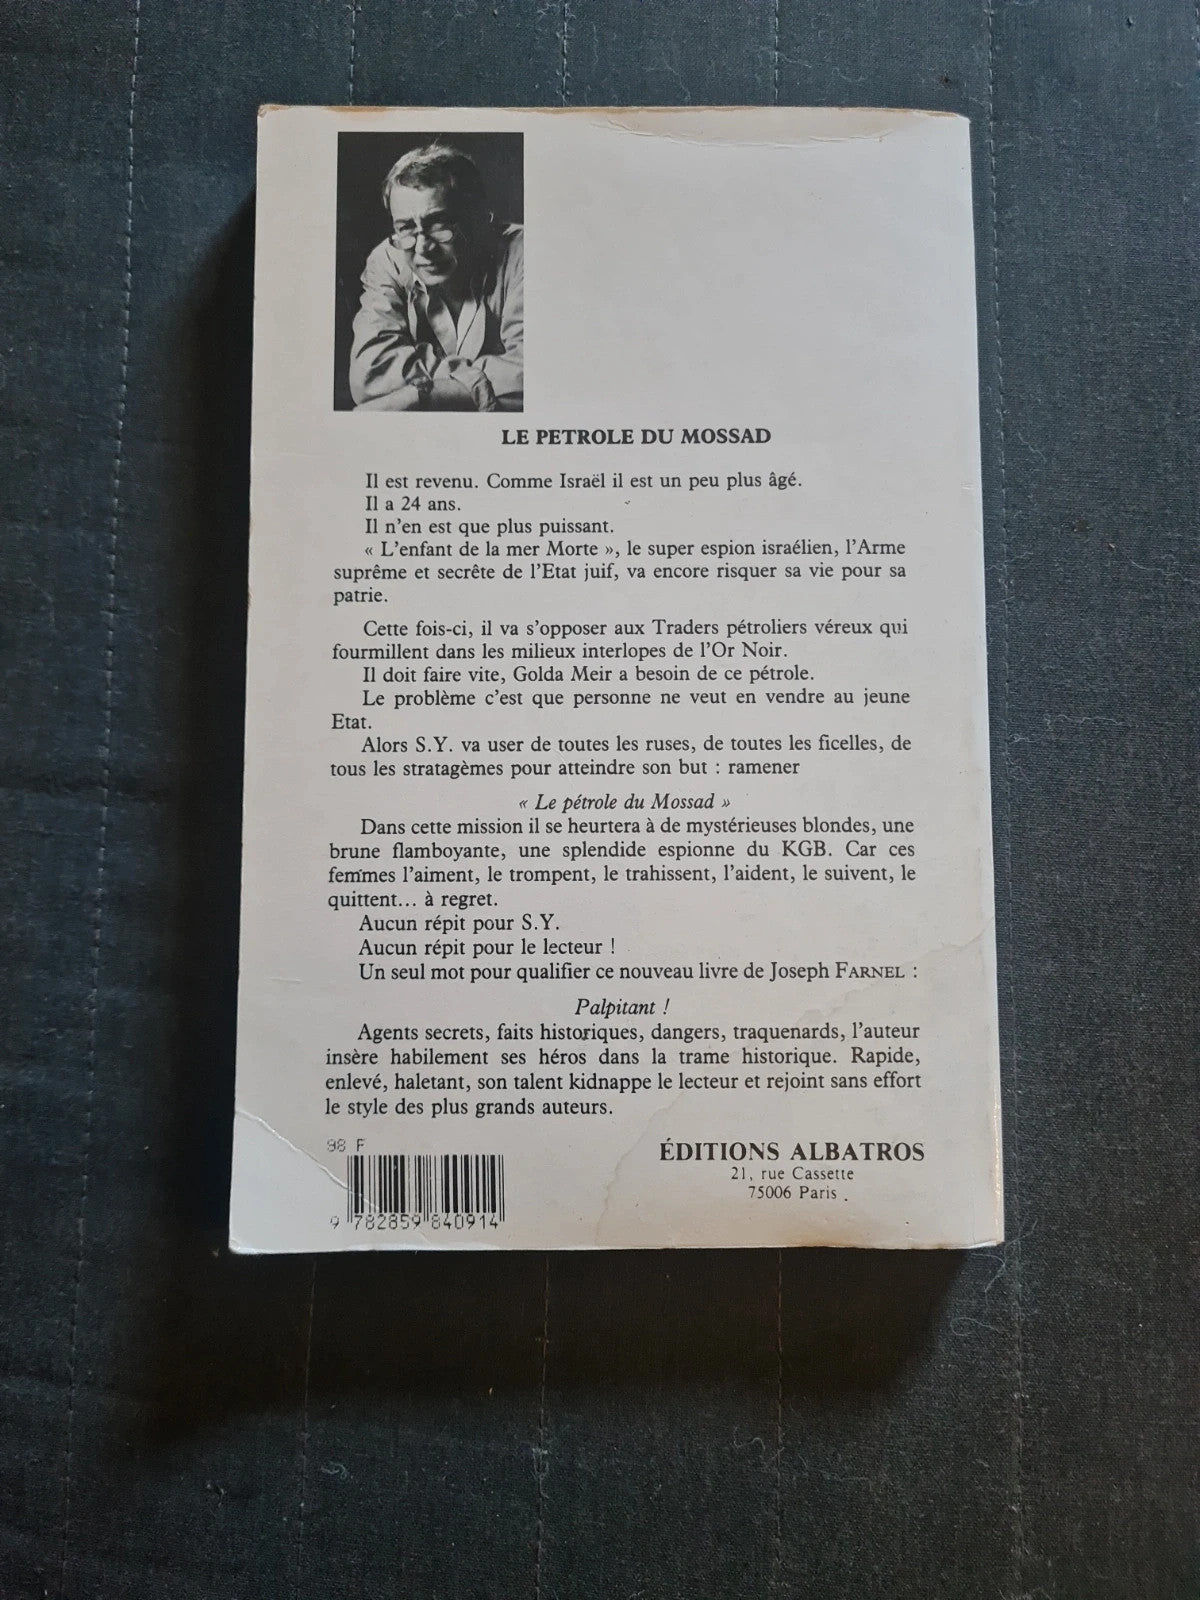 LE PETROLE DU MOSSAD
Il est revenu. Comme Israël il est un peu plus âgé.
Il a 24 ans.
Il n'en est que plus puissant.
« L'enfant de la mer Morte », le super espion israélien, l'Arme
suprême et secrête de l'Etat juif, va encore risquer sa vie pour sa
patrie.
Cette fois-ci, il va s'opposer aux Traders pétroliers véreux qui
fourmillent dans les milieux interlopes de l'Or Noir.
Il doit faire vite, Golda Meir a besoin de ce pétrole.
Le problème c'est que personne ne veut en vendre au jeune
Etat.
Alors S.Y. va user de toutes les ruses, de toutes les ficelles, de
tous les stratagèmes pour atteindre son but : ramener
« Le pétrole du Mossad »
Dans cette mission il se heurtera à de mystérieuses blondes, une
brune flamboyante, une splendide espionne du KGB. Car ces
femmes l'aiment, le trompent, le trahissent, l'aident, le suivent, le
quittent... à regret.
Aucun répit pour S.Y.
Aucun répit pour le lecteur !
Un seul mot pour qualifier ce nouveau livre de Joseph FARNEL :
Palpitant !
Agents secrets, faits historiques, dangers, traquenards, l'auteur
insère habilement ses héros dans la trame historique. Rapide,
enlevé, haletant, son talent kidnappe le lecteur et rejoint sans effort
le style des plus grands auteurs.
98 F
9 782859 840914
ÉDITIONS ALBATROS
21, rue Cassette
75006 Paris